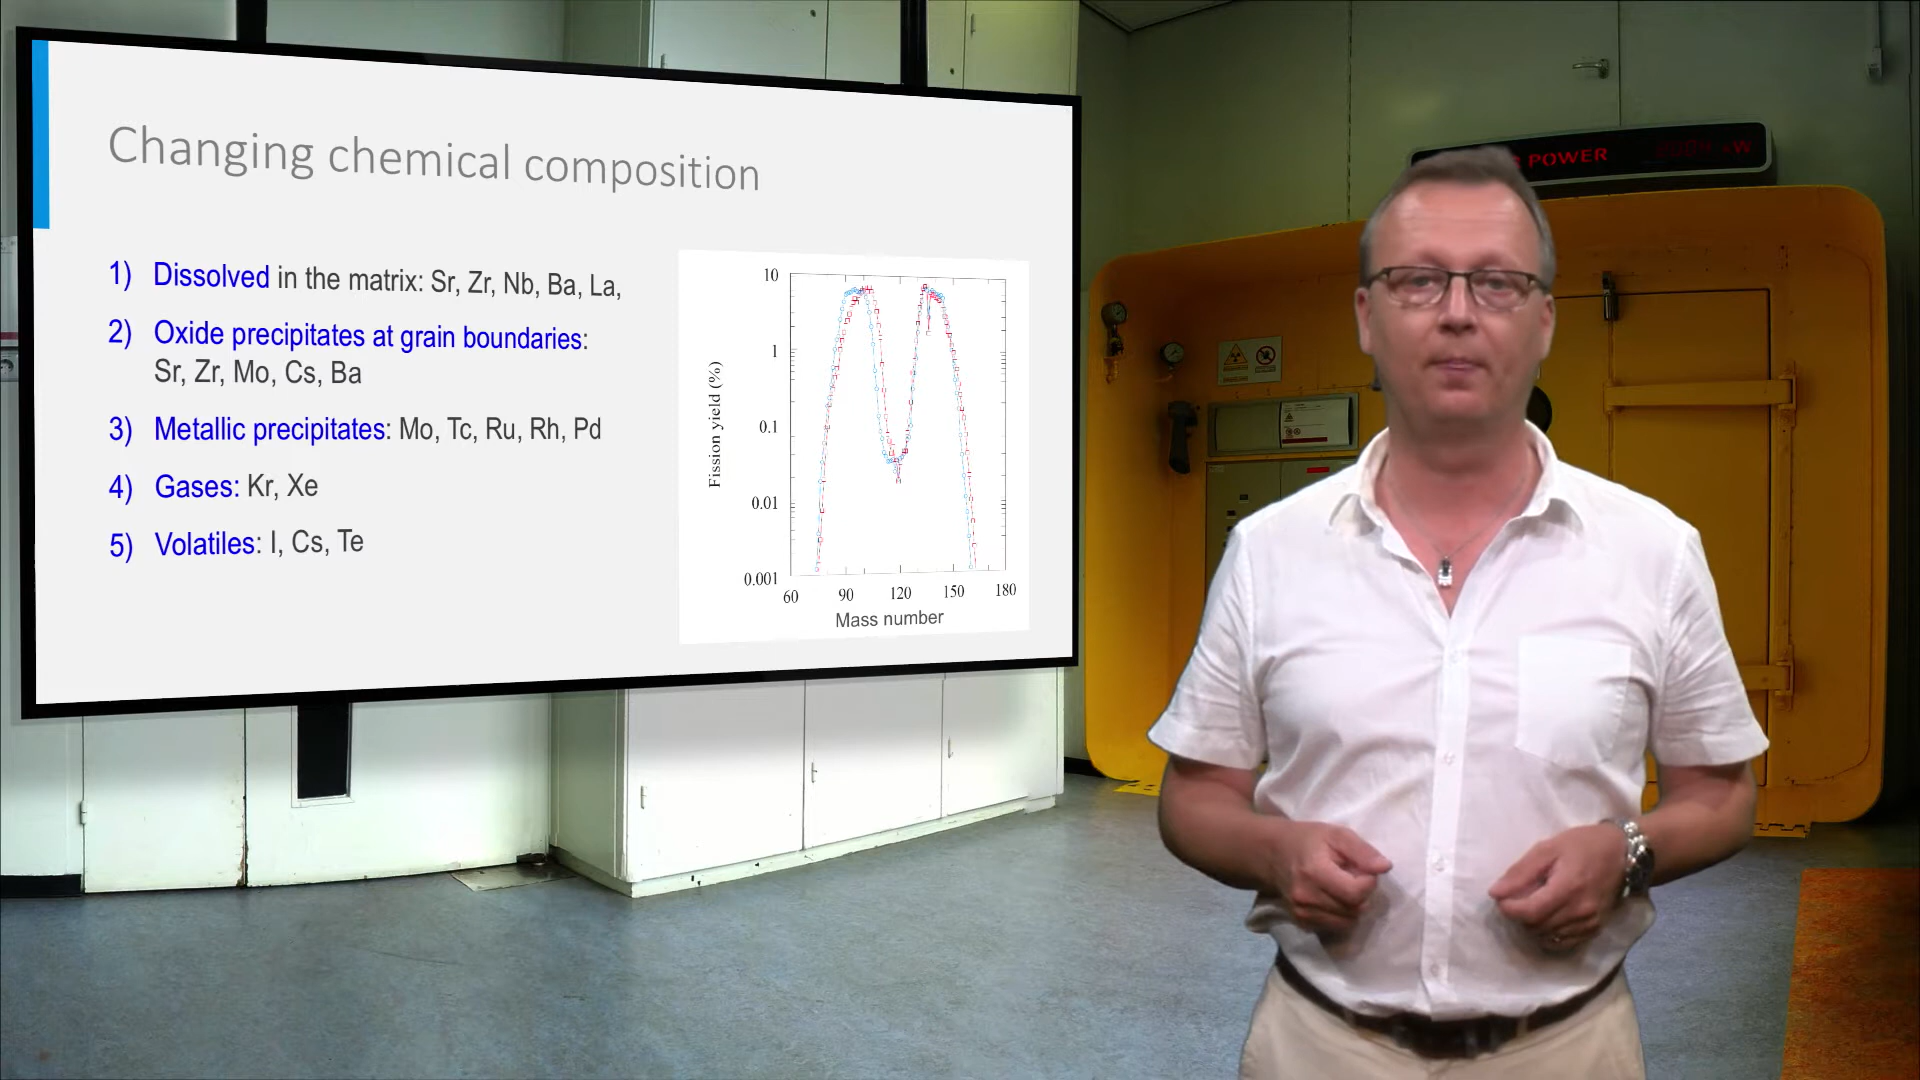 Changing chemical composition
1) Dissolved in the matrix: Sr, Zr, Nb, Ba, La,
2) Oxide precipitates at grain boundaries:
Sr, Zr, Mo, Cs, Ba
3) Metallic precipitates: Mo, Tc, Ru, Rh, Pd
4) Gases: Kr, Xe
5) Volatiles: I, Cs, Te
10
1
0.1
0.01
0.001
Fission yield (%)
60 90 120 150 180
Mass number
POWER